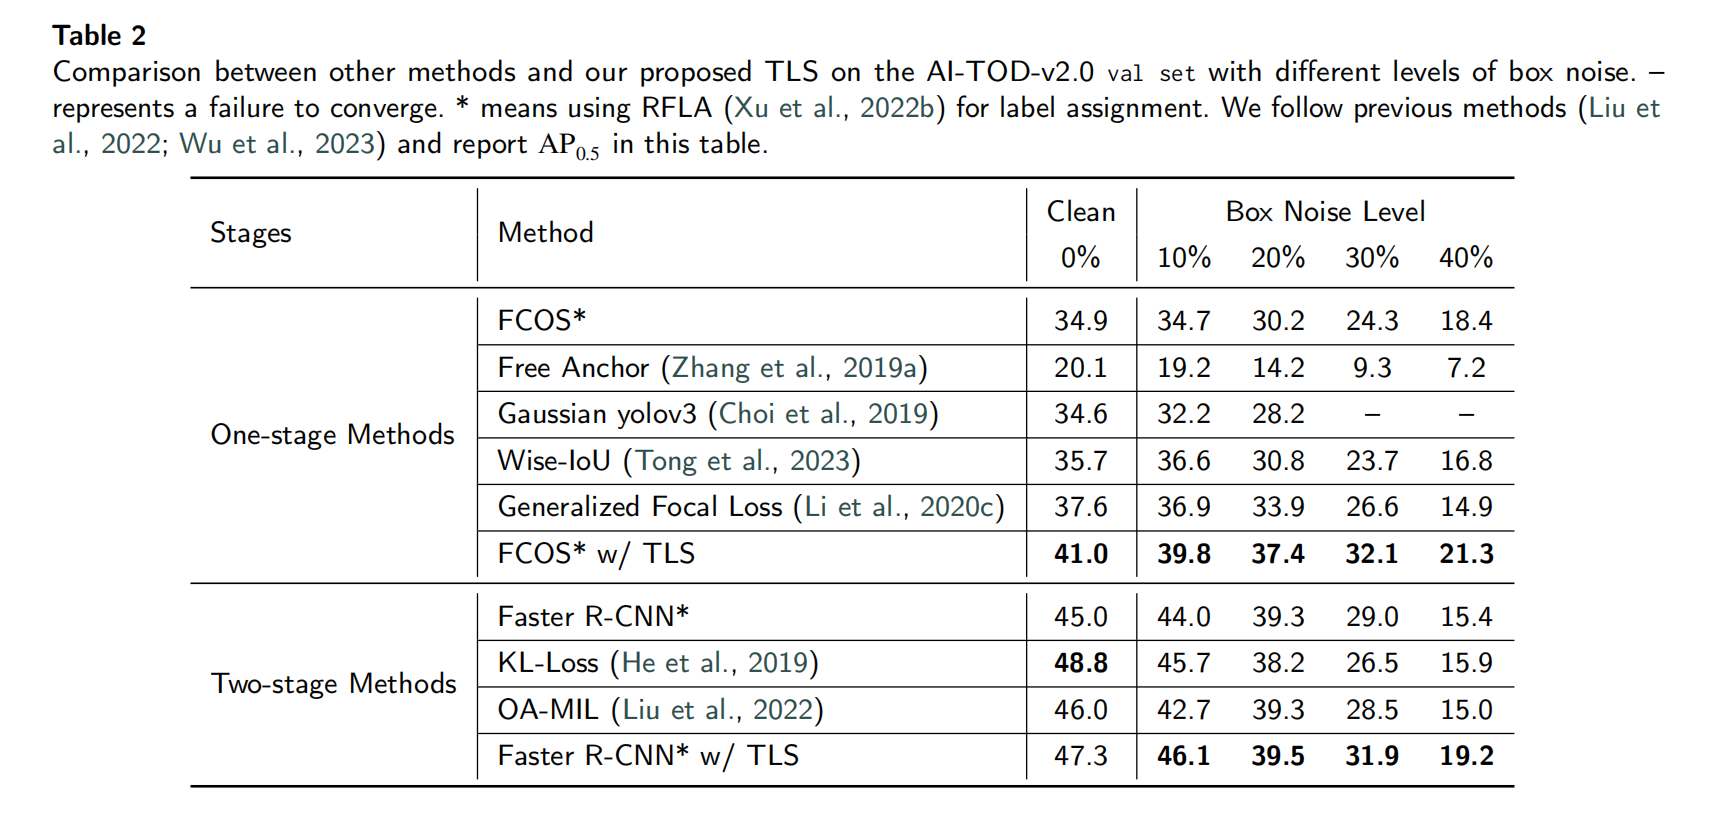 Table 2
Comparison between other methods and our proposed TLS on the AI-TOD-v2.0 val set with different levels of box noise. –
represents a failure to converge. * means using RFLA (Xu et al., 2022b) for label assignment. We follow previous methods (Liu et
al., 2022; Wu et al., 2023) and report AP0.5 in this table.
Stages Method Clean Box Noise Level
0% 10% 20% 30% 40%
FCOS* 34.9 34.7 30.2 24.3 18.4
Free Anchor (Zhang et al., 2019a) 20.1 19.2 14.2 9.3 7.2
Gaussian yolov3 (Choi et al., 2019) 34.6 32.2 28.2 – –
One-stage Methods
Wise-IoU (Tong et al., 2023) 35.7 36.6 30.8 23.7 16.8
Generalized Focal Loss (Li et al., 2020c) 37.6 36.9 33.9 26.6 14.9
FCOS* w/ TLS 41.0 39.8 37.4 32.1 21.3
Faster R-CNN* 45.0 44.0 39.3 29.0 15.4
KL-Loss (He et al., 2019) 48.8 45.7 38.2 26.5 15.9
Two-stage Methods
OA-MIL (Liu et al., 2022) 46.0 42.7 39.3 28.5 15.0
Faster R-CNN* w/ TLS 47.3 46.1 39.5 31.9 19.2